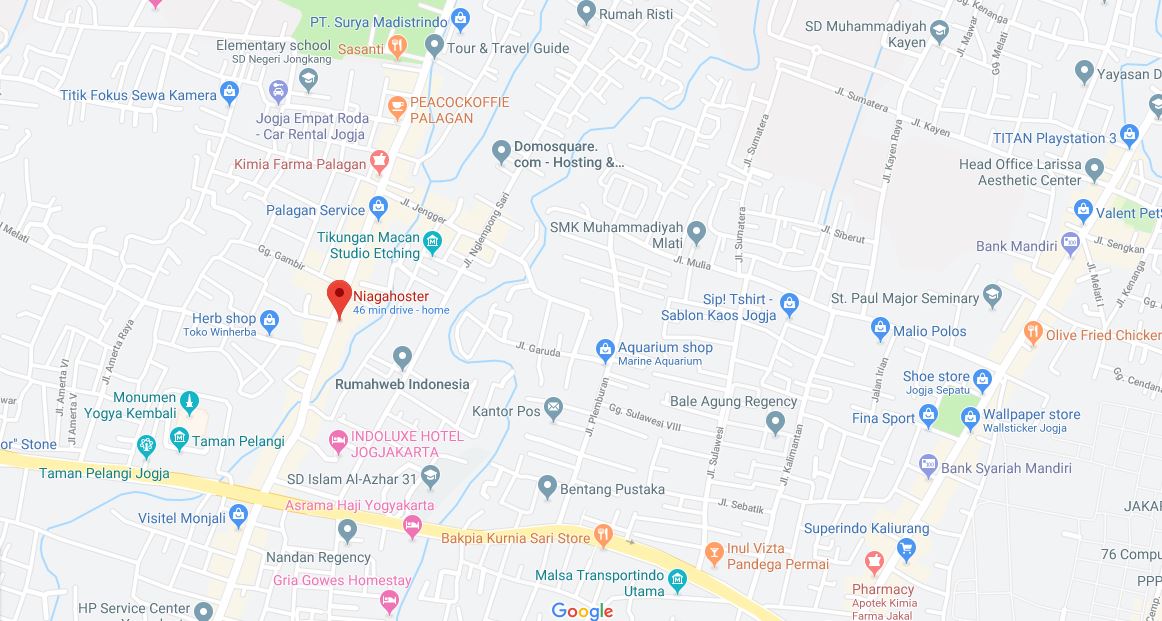 Rumah Risti
PT. Surya Madistrindo
SD Muhammadiyah
Kayen
Jl. Mawar
Gg. Kenanga
Gg. Melati
Elementary school
SD Negeri Jongkang
Sasanti
Tour & Travel Guide
Titik Fokus Sewa Kamera
Jogja Empat Roda
- Car Rental Jogja
PEACOCKOFFIE
PALAGAN
Yayasan D
Jl. Sumatera
Jl. Kayen
TITAN Playstation 3
Kimia Farma Palagan
Domosquare.
com - Hosting &...
Jl. Sumatera
Jl. Kayen Raya
Head Office Larissa
Aesthetic Center
Palagan Service
Jl. Jengger
Jl. Nglempong Sari
Valent PetS
Melati
Tikungan Macan
Studio Etching
SMK Muhammadiyah
Mlati
Jl. Sumatera
Jl. Siberut
Bank Mandiri
Jl. Sengkan
Gg. Gambir
Jl. Mulia
Jl. Melati I
Jl. Kenanga
Niagahoster
46 min drive - home
Sip! Tshirt -
Sablon Kaos Jogja
St. Paul Major Seminary
Herb shop
Toko Winherba
Jl. Amerta Raya
Malio Polos
Olive Fried Chicken
Jl. Garuda
Aquarium shop
Marine Aquarium
Jl. Amerta VI
Jl. Amerta V
Rumahweb Indonesia
Jl. Plemburan
Jalan Irian
Shoe store
Jogja Sepatu
Gg. Cendana
Monumen
Yogya Kembali
Kantor Pos
Gg. Sulawesi VIII
Bale Agung Regency
Fina Sport
Wallpaper store
Wallsticker Jogja
or" Stone
Taman Pelangi
INDOLUXE HOTEL
JOGJAKARTA
Jl. Sulawesi
Jl. Kalimantan
Taman Pelangi Jogja
SD Islam Al-Azhar 31
Bentang Pustaka
Bank Syariah Mandiri
Asrama Haji Yogyakarta
Jl. Sebatik
JAKAR
Visitel Monjali
Bakpia Kurnia Sari Store
Superindo Kaliurang
Nandan Regency
Inul Vizta
Pandega Permai
76 Compu
Gria Gowes Homestay
Malsa Transportindo
Utama
Pharmacy
Apotek Kimia
Farma Jakal
PPP
HP Service Center
Google